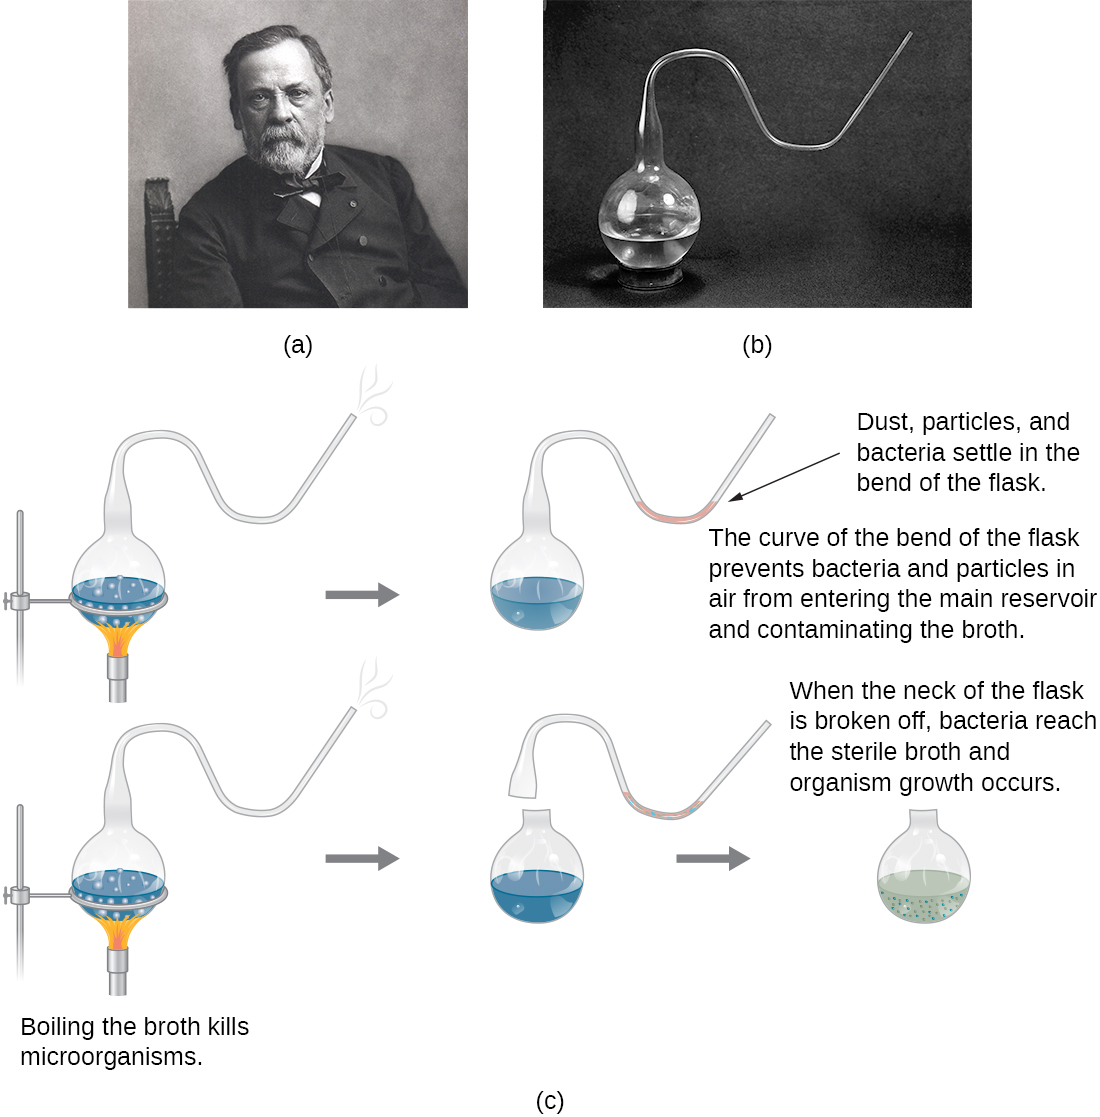 (a)
(b)
Dust, particles, and
bacteria settle in the
bend of the flask.
The curve of the bend of the flask
prevents bacteria and particles in
air from entering the main reservoir
and contaminating the broth.
When the neck of the flask
is broken off, bacteria reach
the sterile broth and
organism growth occurs.
Boiling the broth kills
microorganisms.
(c)